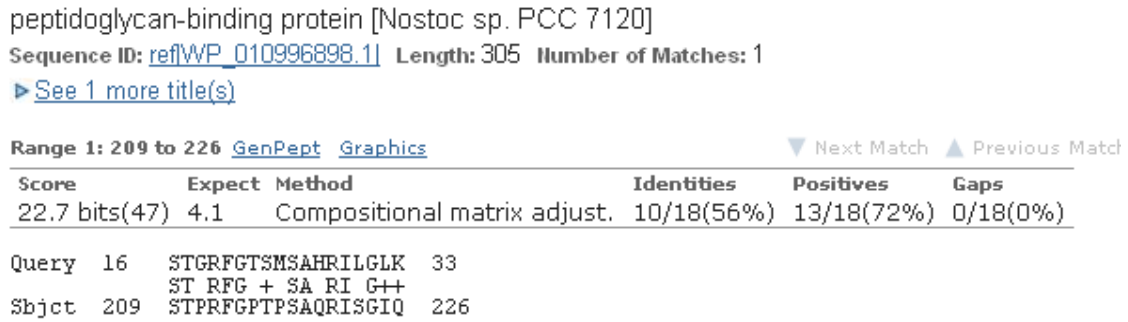 peptidoglycan-binding protein [Nostoc sp. PCC 7120]
Sequence ID: ref|WP_010996898.1| Length: 305 Number of Matches: 1
See 1 more title(s)
Range 1: 209 to 226 GenPept Graphics Next Match Previous Match
Score Expect Method Identities Positives Gaps
22.7 bits(47) 4.1 Compositional matrix adjust. 10/18(56%) 13/18(72%) 0/18(0%)
Query 16 STGRFGTSMSAHRILGLK 33
ST RFG + SA RI G++
Sbjct 209 STPRFGPTPSAQRISGIQ 226